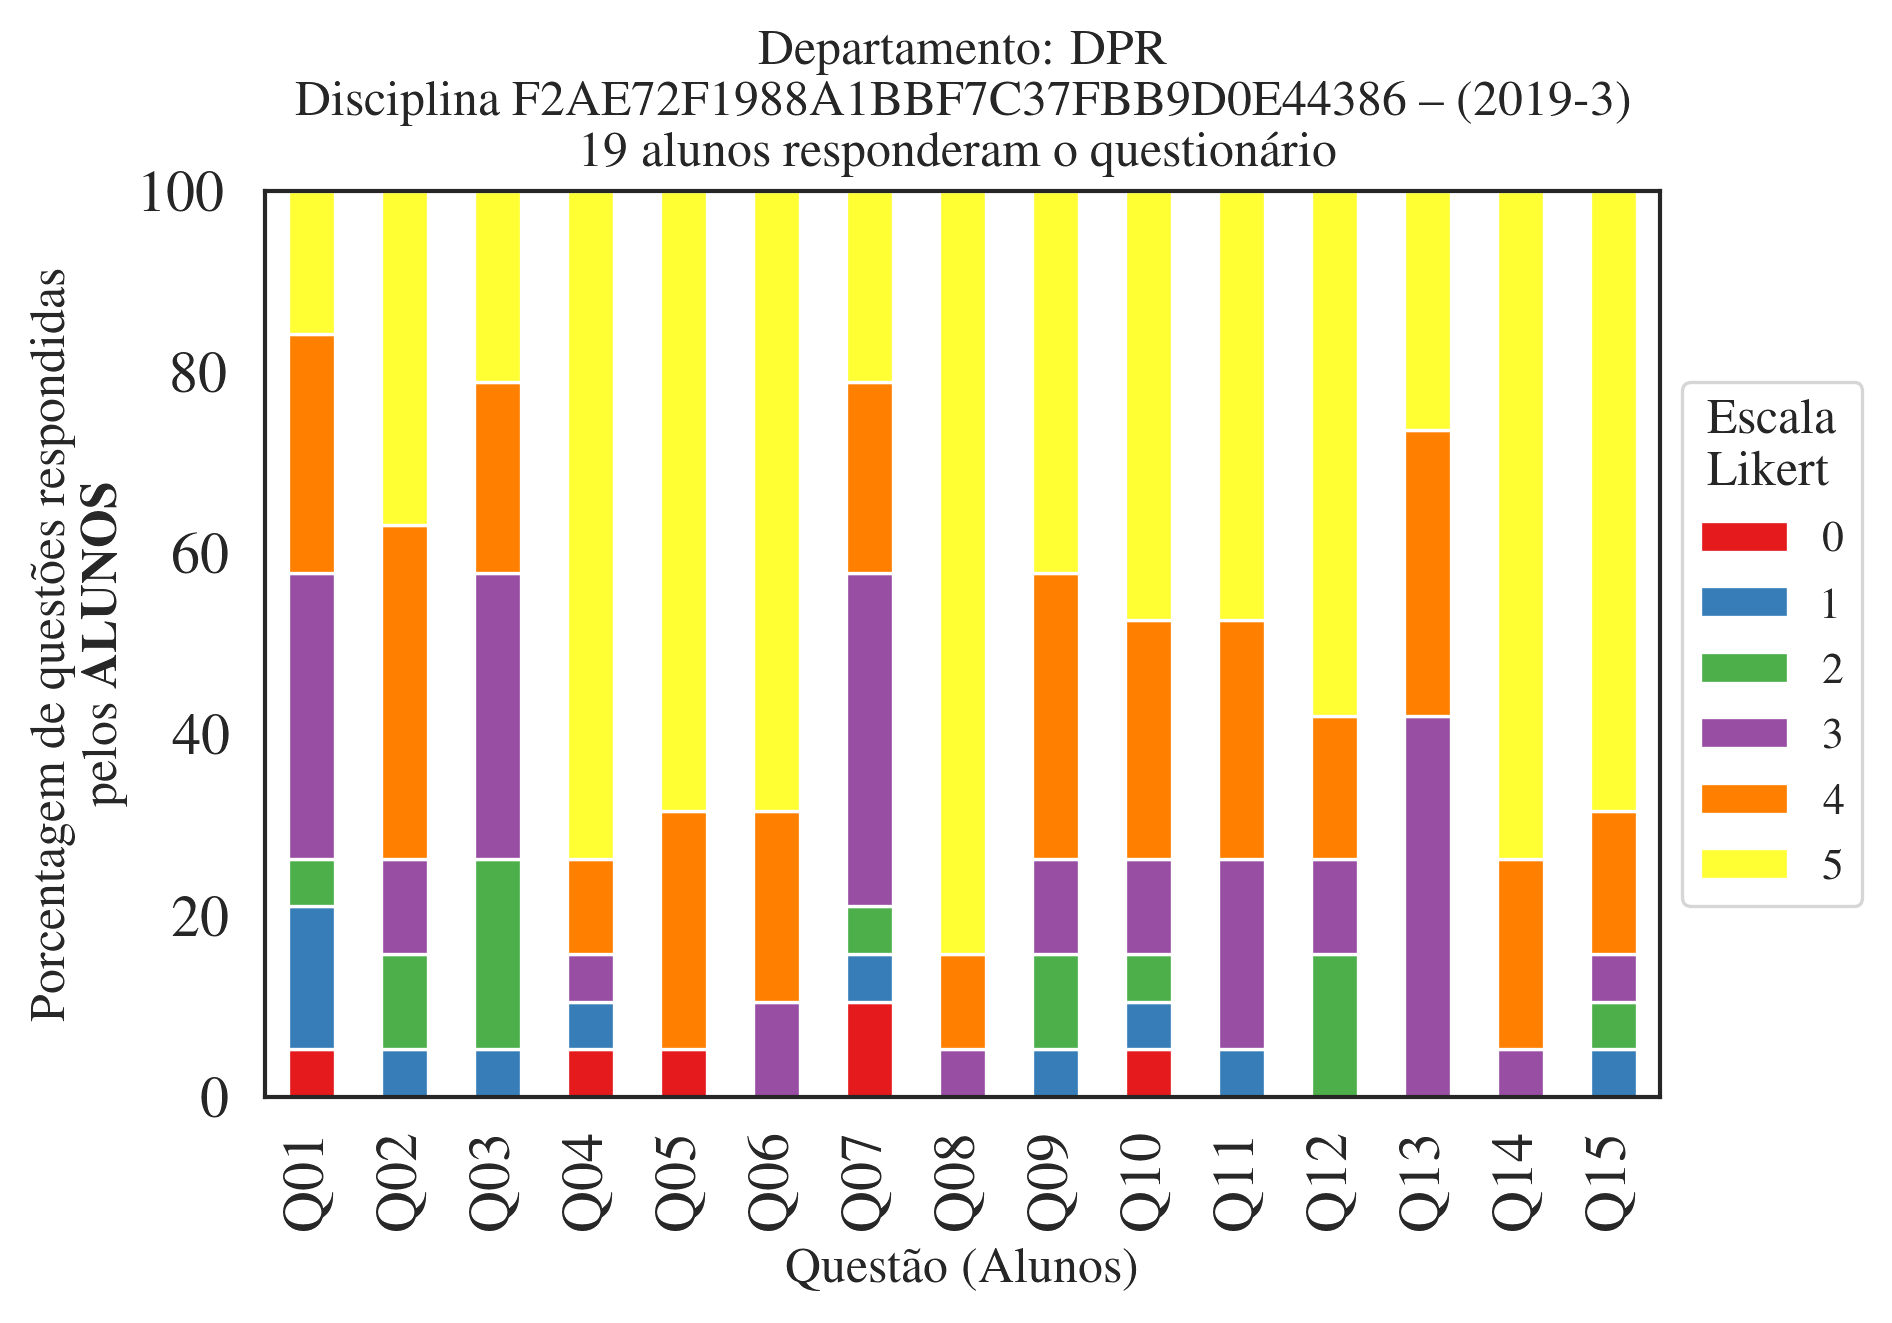 Departamento: DPR
Disciplina F2AE72F1988A1BBF7C37FBB9D0E44386 – (2019-3)
19 alunos responderam o questionário
Porcentagem de questões respondidas
pelos ALUNOS
100
80
60
40
20
0
Q01
Q02
Q03
Q04
Q05
Q06
Q07
Q08
Q09
Q10
Q11
Q12
Q13
Q14
Q15
Questão (Alunos)
Escala
Likert
0
1
2
3
4
5